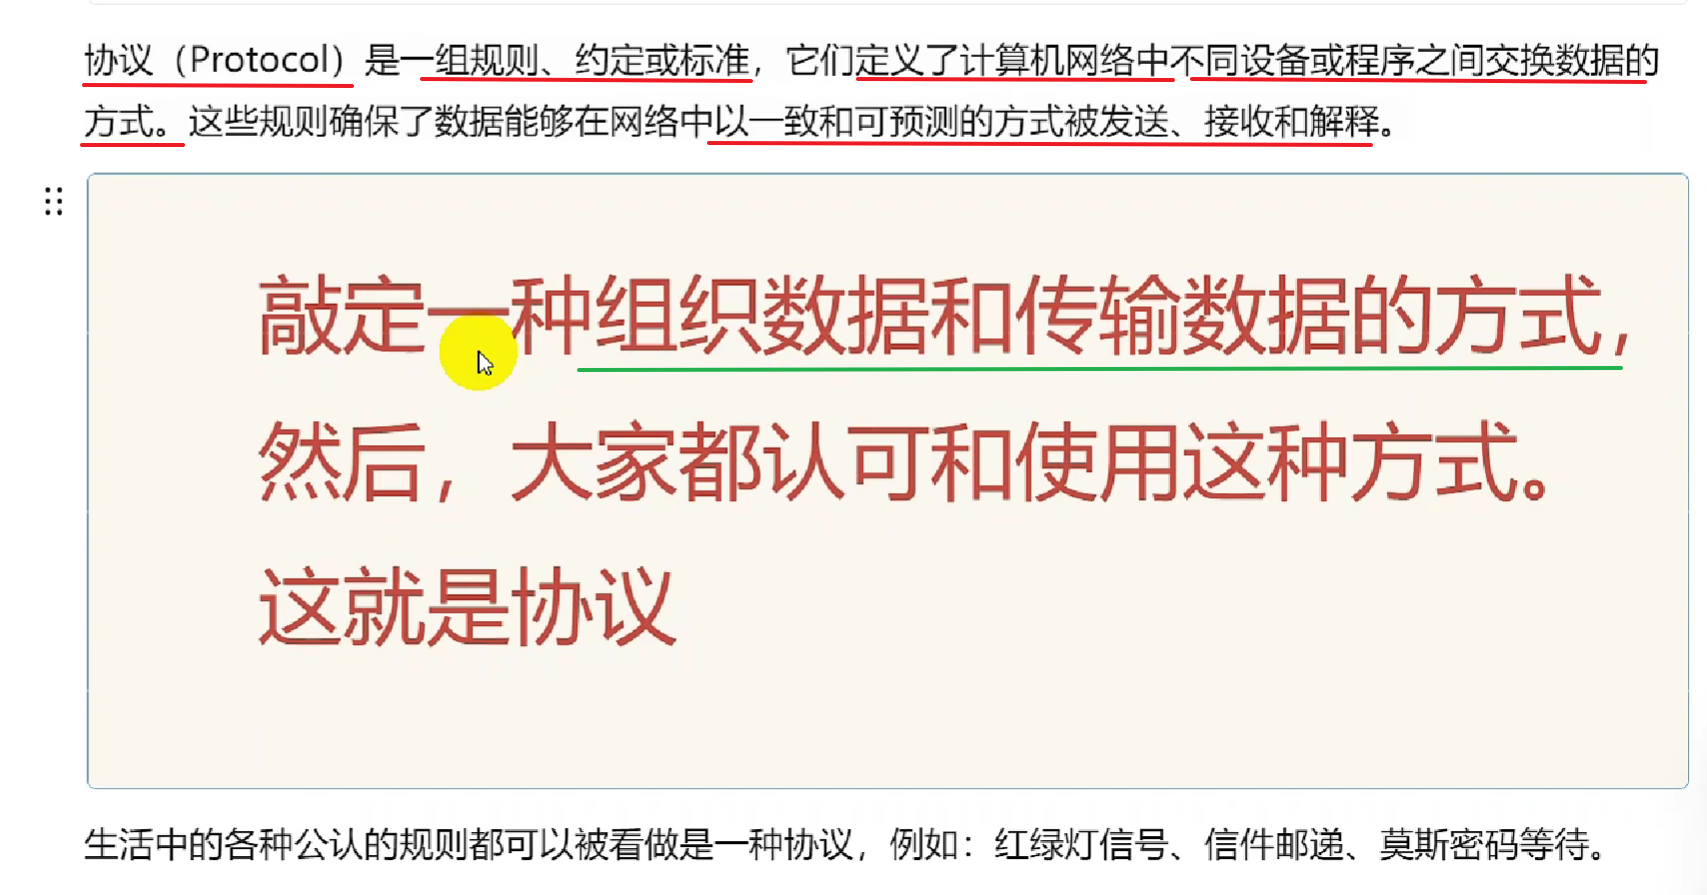 协议（Protocol）是一组规则、约定或标准，它们定义了计算机网络中不同设备或程序之间交换数据的
方式。这些规则确保了数据能够在网络中以一致和可预测的方式被发送、接收和解释。
敲定一种组织数据和传输数据的方式，
然后，大家都认可和使用这种方式。
这就是协议
生活中的各种公认的规则都可以被看做是一种协议，例如：红绿灯信号、信件邮递、莫斯密码等待。